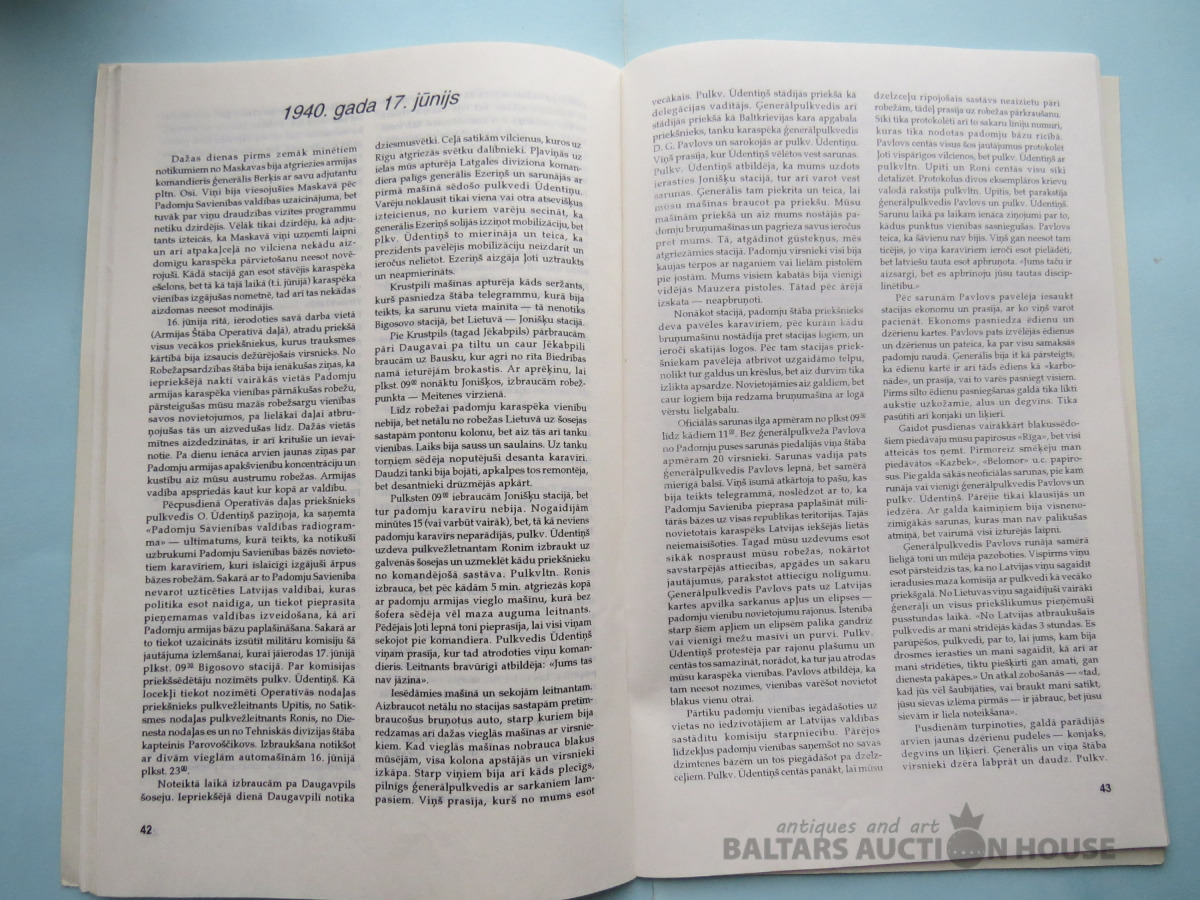 1940. gada 17. jūnijs
Dažas dienas pirms zemāk minētiem
notikumiem no Maskavas bija atgriezies armijas
komandieris ģenerālis Berķis ar savu adjutantu
pltn. Osi. Viņi bija viesojušies Maskavā pēc
Padomju Savienības valdības uzaicinājuma, bet
tuvāk par viņu draudzības vizītes programmu
netiku dzirdējis. Vēlāk tikai dzirdēju, kā adju-
tants izteicās, ka Maskavā viņi uzņemti laipni
un arī atpakaļceļā no vilciena nekādu aiz-
domīgu karaspēka pārvietošanu neesot novē-
rojuši. Kādā stacijā gan esot stāvējis karaspēka
ešelons, bet tā kā tajā laikā (t.i. jūnijā) karaspēka
vienības izgājušas nometnē, tad arī tas nekādas
aizdomas neesot modinājis.
16. jūnija rītā, ierodoties savā darba vietā
(Armijas Štāba Operatīvā daļā), atradu priekšā
visus vecākos priekšniekus, kurus trauksmes
kārtībā bija izsaucis dežūrējošais virsnieks. No
Robežapsardzības štāba bija ienākušas ziņas, ka
iepriekšējā naktī vairākās vietās Padomju
armijas karaspēka vienības pārnākušas robežu,
pārsteigušas mūsu mazās robežsargu vienības
savos novietojumos, pa lielākai daļai atbru-
ņojušas tās un aizvedušas līdz. Dažās vietās
mītnes aizdedzinātas, ir arī kritušie un ievai-
notie. Pa dienu ienāca arvien jaunas ziņas par
Padomju armijas apakšvienību koncentrāciju un
kustību aiz mūsu austrumu robežas. Armijas
vadība apspriedās kaut kur kopā ar valdību.
Pēcpusdienā Operatīvās daļas priekšnieks
pulkvedis O. Ūdentiņš paziņoja, ka saņemta
«Padomju Savienības valdības radiogram-
ma» — ultimatums, kurā teikts, ka notikuši
uzbrukumi Padomju Savienības bāzēs novieto-
tiem karavīriem, kuri īslaicīgi izgājuši ārpus
bāzes robežām. Sakarā ar to Padomju Savienība
nevarot uzticēties Latvijas valdībai, kuras
politika esot naidīga, un tiekot pieprasīta
pieņemamas valdības izveidošana, kā arī
Padomju armijas bāzu paplašināšana. Sakarā ar
to tiekot uzaicināts izsūtīt militāru komisiju šā
jautājuma izlemšanai, kurai jāierodas 17. jūnijā
plkst. 09⁰⁰ Bigosovo stacijā. Par komisijas
priekšsēdētāju nozīmēts pulkv. Ūdentiņš. Kā
locekļi tiekot nozīmēti Operatīvās nodaļas
priekšnieks pulkvežleitnants Upītis, no Satik-
smes nodaļas pulkvežleitnants Ronis, no Die-
nesta nodaļas es un no Tehniskās divīzijas štāba
kapteinis Parovoščikovs. Izbraukšana notikšot
ar divām vieglām automašīnām 16. jūnijā
plkst. 23⁰⁰.
Noteiktā laikā izbraucām pa Daugavpils
šoseju. Iepriekšējā dienā Daugavpilī notika
42
dziesmusvētki. Ceļā satikām vilcienus, kuros uz
Rīgu atgriezās svētku dalībnieki. Pļaviņās uz
ielas mūs apturēja Latgales divīziona koman-
diera palīgs ģenerālis Ezeriņš un sarunājās ar
pirmā mašīnā sēdošo pulkvedi Ūdentiņu.
Varēju noklausīt tikai viena vai otra atsevišķus
izteicienus, no kuriem varēju secināt, ka
ģenerālis Ezeriņš solījās izziņot mobilizāciju, bet
plkv. Ūdentiņš to mierināja un teica, ka
prezidents pavēlējis mobilizāciju neizdarīt un
ieročus nelietot. Ezeriņš aizgāja ļoti uztraukts
un neapmierināts.
Krustpilī mašīnas apturēja kāds seržants,
kurš pasniedza štāba telegrammu, kurā bija
teikts, ka sarunu vieta mainīta — tā nenotiks
Bigosovo stacijā, bet Lietuvā — Jonišķu stacijā.
Pie Krustpils (tagad Jēkabpils) pārbraucām
pāri Daugavai pa tiltu un caur Jēkabpili
braucām uz Bausku, kur agri no rīta Biedrības
namā ieturējām brokastis. Ar aprēķinu, lai
plkst. 09⁰⁰ nonāktu Jonišķos, izbraucām robež-
punkta — Meitenes virzienā.
Līdz robežai padomju karaspēka vienību
nebija, bet netālu no robežas Lietuvā uz šosejas
sastapām pontonu kolonu, bet aiz tās arī tanku
vienības. Laiks bija sauss un saulains. Uz tanku
torņiem sēdēja noputējuši desanta karavīri.
Daudzi tanki bija bojāti, apkalpes tos remontēja,
bet desantnieki drūzmējās apkārt.
Pulksten 09⁰⁰ iebraucām Jonišķu stacijā, bet
tur padomju karavīru nebija. Nogaidījām
minūtes 15 (vai varbūt vairāk), bet, tā kā neviens
padomju karavīrs neparādījās, pulkv. Ūdentiņš
uzdeva pulkvežleitnantam Ronim izbraukt uz
galvenās šosejas un uzmeklēt kādu priekšnieku
no komandējošā sastāva. Pulkvltn. Ronis
izbrauca, bet pēc kādām 5 min. atgriezās kopā
ar padomju armijas vieglo mašīnu, kurā bez
šofera sēdēja vēl maza auguma leitnants.
Pēdējais ļoti lepnā tonī pieprasīja, lai visi viņam
sekojot pie komandiera. Pulkvedis Ūdentiņš
viņam prasīja, kur tad atrodoties viņu koman-
dieris. Leitnants bravūrīgi atbildēja: «Jums tas
nav jāzina».
Iesēdāmies mašīnā un sekojām leitnantam.
Aizbraucot netālu no stacijas sastapām pretim-
braucošus bruņotus auto, starp kuriem bija
redzamas arī dažas vieglās mašīnas ar virsnie-
kiem. Kad vieglās mašīnas nobrauca blakus
mūsējām, visa kolona apstājās un virsnieki
izkāpa. Starp viņiem bija arī kāds plecīgs,
pilnīgs ģenerālpulkvedis ar sarkaniem lam-
pasiem. Viņš prasīja, kurš no mums esot
vecākais. Pulkv. Ūdentiņš stādījās priekšā kā
delegācijas vadītājs. Ģenerālpulkvedis arī
stādījās priekšā kā Baltkrievijas kara apgabala
priekšnieks, tanku karaspēka ģenerālpulkvedis
D. G. Pavlovs un sarokojās ar pulkv. Ūdentiņu.
Viņš prasīja, kur Ūdentiņš vēlētos vest sarunas.
Pulkv. Ūdentiņš atbildēja, ka mums uzdots
ierasties Jonišķu stacijā, tur arī varot vest
sarunas. Ģenerālis tam piekrita un teica, lai
mūsu mašīnas braucot pa priekšu. Mūsu
mašīnām priekšā un aiz mums nostājās pa-
domju bruņumašīnas un pagrieza savus ieročus
pret mums. Tā, atgādinot gūstekņus, mēs
atgriezāmies stacijā. Padomju virsnieki visi bija
kaujas tērpos ar naganiem vai lielām pistolēm
pie jostām. Mums visiem kabatās bija vienīgi
vidējās Mauzera pistoles. Tātad pēc ārējā
izskata — neapbruņoti.
Nonākot stacijā, padomju štāba priekšnieks
deva pavēles karavīriem, pēc kurām kādu
bruņumašīnu nostādīja pret stacijas logiem, un
ieroči skatījās logos. Pēc tam stacijas priek-
šniekam pavēlēja atbrīvot uzgaidāmo telpu,
nolikt tur galdus un krēslus, bet aiz durvīm tika
izlikta apsardze. Novietojāmies aiz galdiem, bet
caur logiem bija redzama bruņumašīna ar logā
vērstu lielgabalu.
Oficiālās sarunas ilga apmēram no plkst 09³⁰
līdz kādiem 11⁰⁰. Bez ģenerālpulkveža Pavlova
no Padomju puses sarunās piedalījās viņa štāba
apmēram 20 virsnieki. Sarunas vadīja pats
ģenerālpulkvedis Pavlovs lepnā, bet samērā
mierīgā balsī. Viņš īsumā atkārtoja to pašu, kas
bija teikts telegrammā, noslēdzot ar to, ka
Padomju Savienība pieprasa paplašināt mili-
tārās bāzes uz visas republikas teritorijas. Tajās
novietotais karaspēks Latvijas iekšējās lietās
neiemaisīšoties. Tagad mūsu uzdevums esot
sīkāk nospraust mūsu robežas, nokārtot
savstarpējās attiecības, apgādes un sakaru
jautājumus, parakstot attiecīgu nolīgumu.
Ģenerālpulkvedis Pavlovs pats uz Latvijas
kartes apvilka sarkanus apļus un elipses —
padomju vienību novietojumu rajonus. Īstenībā
starp šiem apļiem un elipsēm palika gandrīz
vai vienīgi mežu masīvi un purvi. Pulkv.
Ūdentiņš protestēja par rajonu plašumu un
centās tos samazināt, norādot, ka tur jau atrodas
mūsu karaspēka vienības. Pavlovs atbildēja, ka
tam neesot nozīmes, vienības varēšot novietot
blakus vienu otrai.
Pārtiku padomju vienības iegādāšoties uz
vietas no iedzīvotājiem ar Latvijas valdības
sastādītu komisiju starpniecību. Pārējos
līdzekļus padomju vienības saņemšot no savas
dzimtenes bāzēm un tos piegādāšot pa dzelz-
ceļiem. Pulkv. Ūdentiņš centās panākt, lai mūsu
dzelzceļu ripojošais sastāvs neaizietu pāri
robežām, tādēļ prasīja uz robežas pārkraušanu.
Sīki tika protokolēti arī to sakaru līniju numuri,
kuras tika nodotas padomju bāzu rīcībā.
Pavlovs centās visus šos jautājumus protokolēt
ļoti vispārīgos vilcienos, bet pulkv. Ūdentiņš ar
pulkvltn. Upīti un Roni centās visu sīki
detalizēt. Protokolus divos eksemplāros krievu
valodā rakstīja pulkvltn. Upītis, bet parakstīja
ģenerālpulkvedis Pavlovs un pulkv. Ūdentiņš.
Sarunu laikā pa laikam ienāca ziņojumi par to,
kādus punktus vienības sasniegušas. Pavlovs
teica, ka šāvienu nav bijis. Viņš gan neesot tam
ticējis, jo viņa karavīriem ieroči esot pielādēti,
bet latviešu tauta esot apbruņota. «Jums taču ir
aizsargi, bet es apbrīnoju jūsu tautas discip-
linētību.»
Pēc sarunām Pavlovs pavēlēja iesaukt
stacijas ekonomu un prasīja, ar ko viņš varot
pacienāt. Ekonoms pasniedza ēdienu un
dzērienu kartes. Pavlovs pats izvēlējās ēdienus
un dzērienus un pateica, ka par visu samaksās
padomju naudā. Ģenerālis bija it kā pārsteigts,
ka ēdienu kartē ir arī tāds ēdiens kā «karbo-
nāde», un prasīja, vai to varēs pasniegt visiem.
Pirms silto ēdienu pasniegšanas galdā tika likti
aukstie uzkožamie, alus un degvīns. Tika
pasūtīti arī konjaki un liķieri.
Gaidot pusdienas vairākkārt blakussēdo-
šiem piedāvāju mūsu papirosus «Rīga», bet visi
atteicās tos ņemt. Pirmoreiz smēķēju man
piedāvātos «Kazbek», «Belomor» u.c. papiro-
sus. Pie galda sākās neoficiālās sarunas, pie kam
runāja vai vienīgi ģenerālpulkvedis Pavlovs un
pulkv. Ūdentiņš. Pārējie tikai klausījās un
iedzēra. Ar galda kaimiņiem bija visneno-
zīmīgākās sarunas, kuras man nav palikušas
atmiņā, bet vairumā visi izturējās laipni.
Ģenerālpulkvedis Pavlovs runāja samērā
lielīgā tonī un mīlēja pazoboties. Vispirms viņu
esot pārsteidzis tas, ka no Latvijas viņu sagaidīt
ieradusies maza komisija ar pulkvedi kā vecāko
priekšgalā. No Lietuvas viņu sagaidījuši vairāki
ģenerāļi un visus priekšlikumus pieņēmuši
pusstundas laikā. «No Latvijas atbraukušais
pulkvedis ar mani strīdējās kādas 3 stundas. Es
parūpēšos, pulkvedi, par to, lai jums, kam bija
drosmes ierasties un mani sagaidīt, kā arī ar
mani strīdēties, tiktu piešķirti gan amati, gan
dienesta pakāpes.» Un atkal zobošanās — «tad,
kad jūs vēl šaubījāties, vai braukt mani satikt,
jūsu sievas izlēma pirmās — ir jābrauc, bet jūsu
sievām ir liela noteikšana».
Pusdienām turpinoties, galdā parādījās
arvien jaunas dzērienu pudeles — konjaks,
degvīns un liķieri. Ģenerālis un viņa štāba
virsnieki dzēra labprāt un daudz. Pulkv.
43
antiques and art
BALTARS AUCTION HOUSE